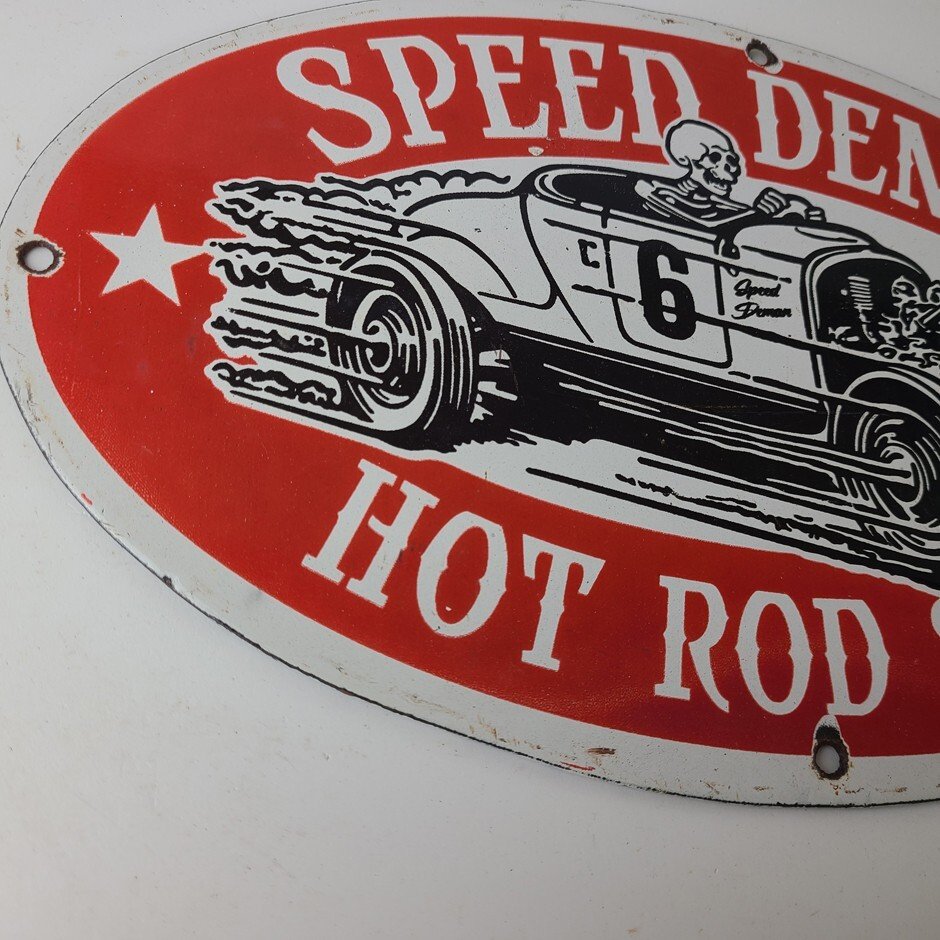 SPEED DEM
6
Speed
Demon
HOT ROD S